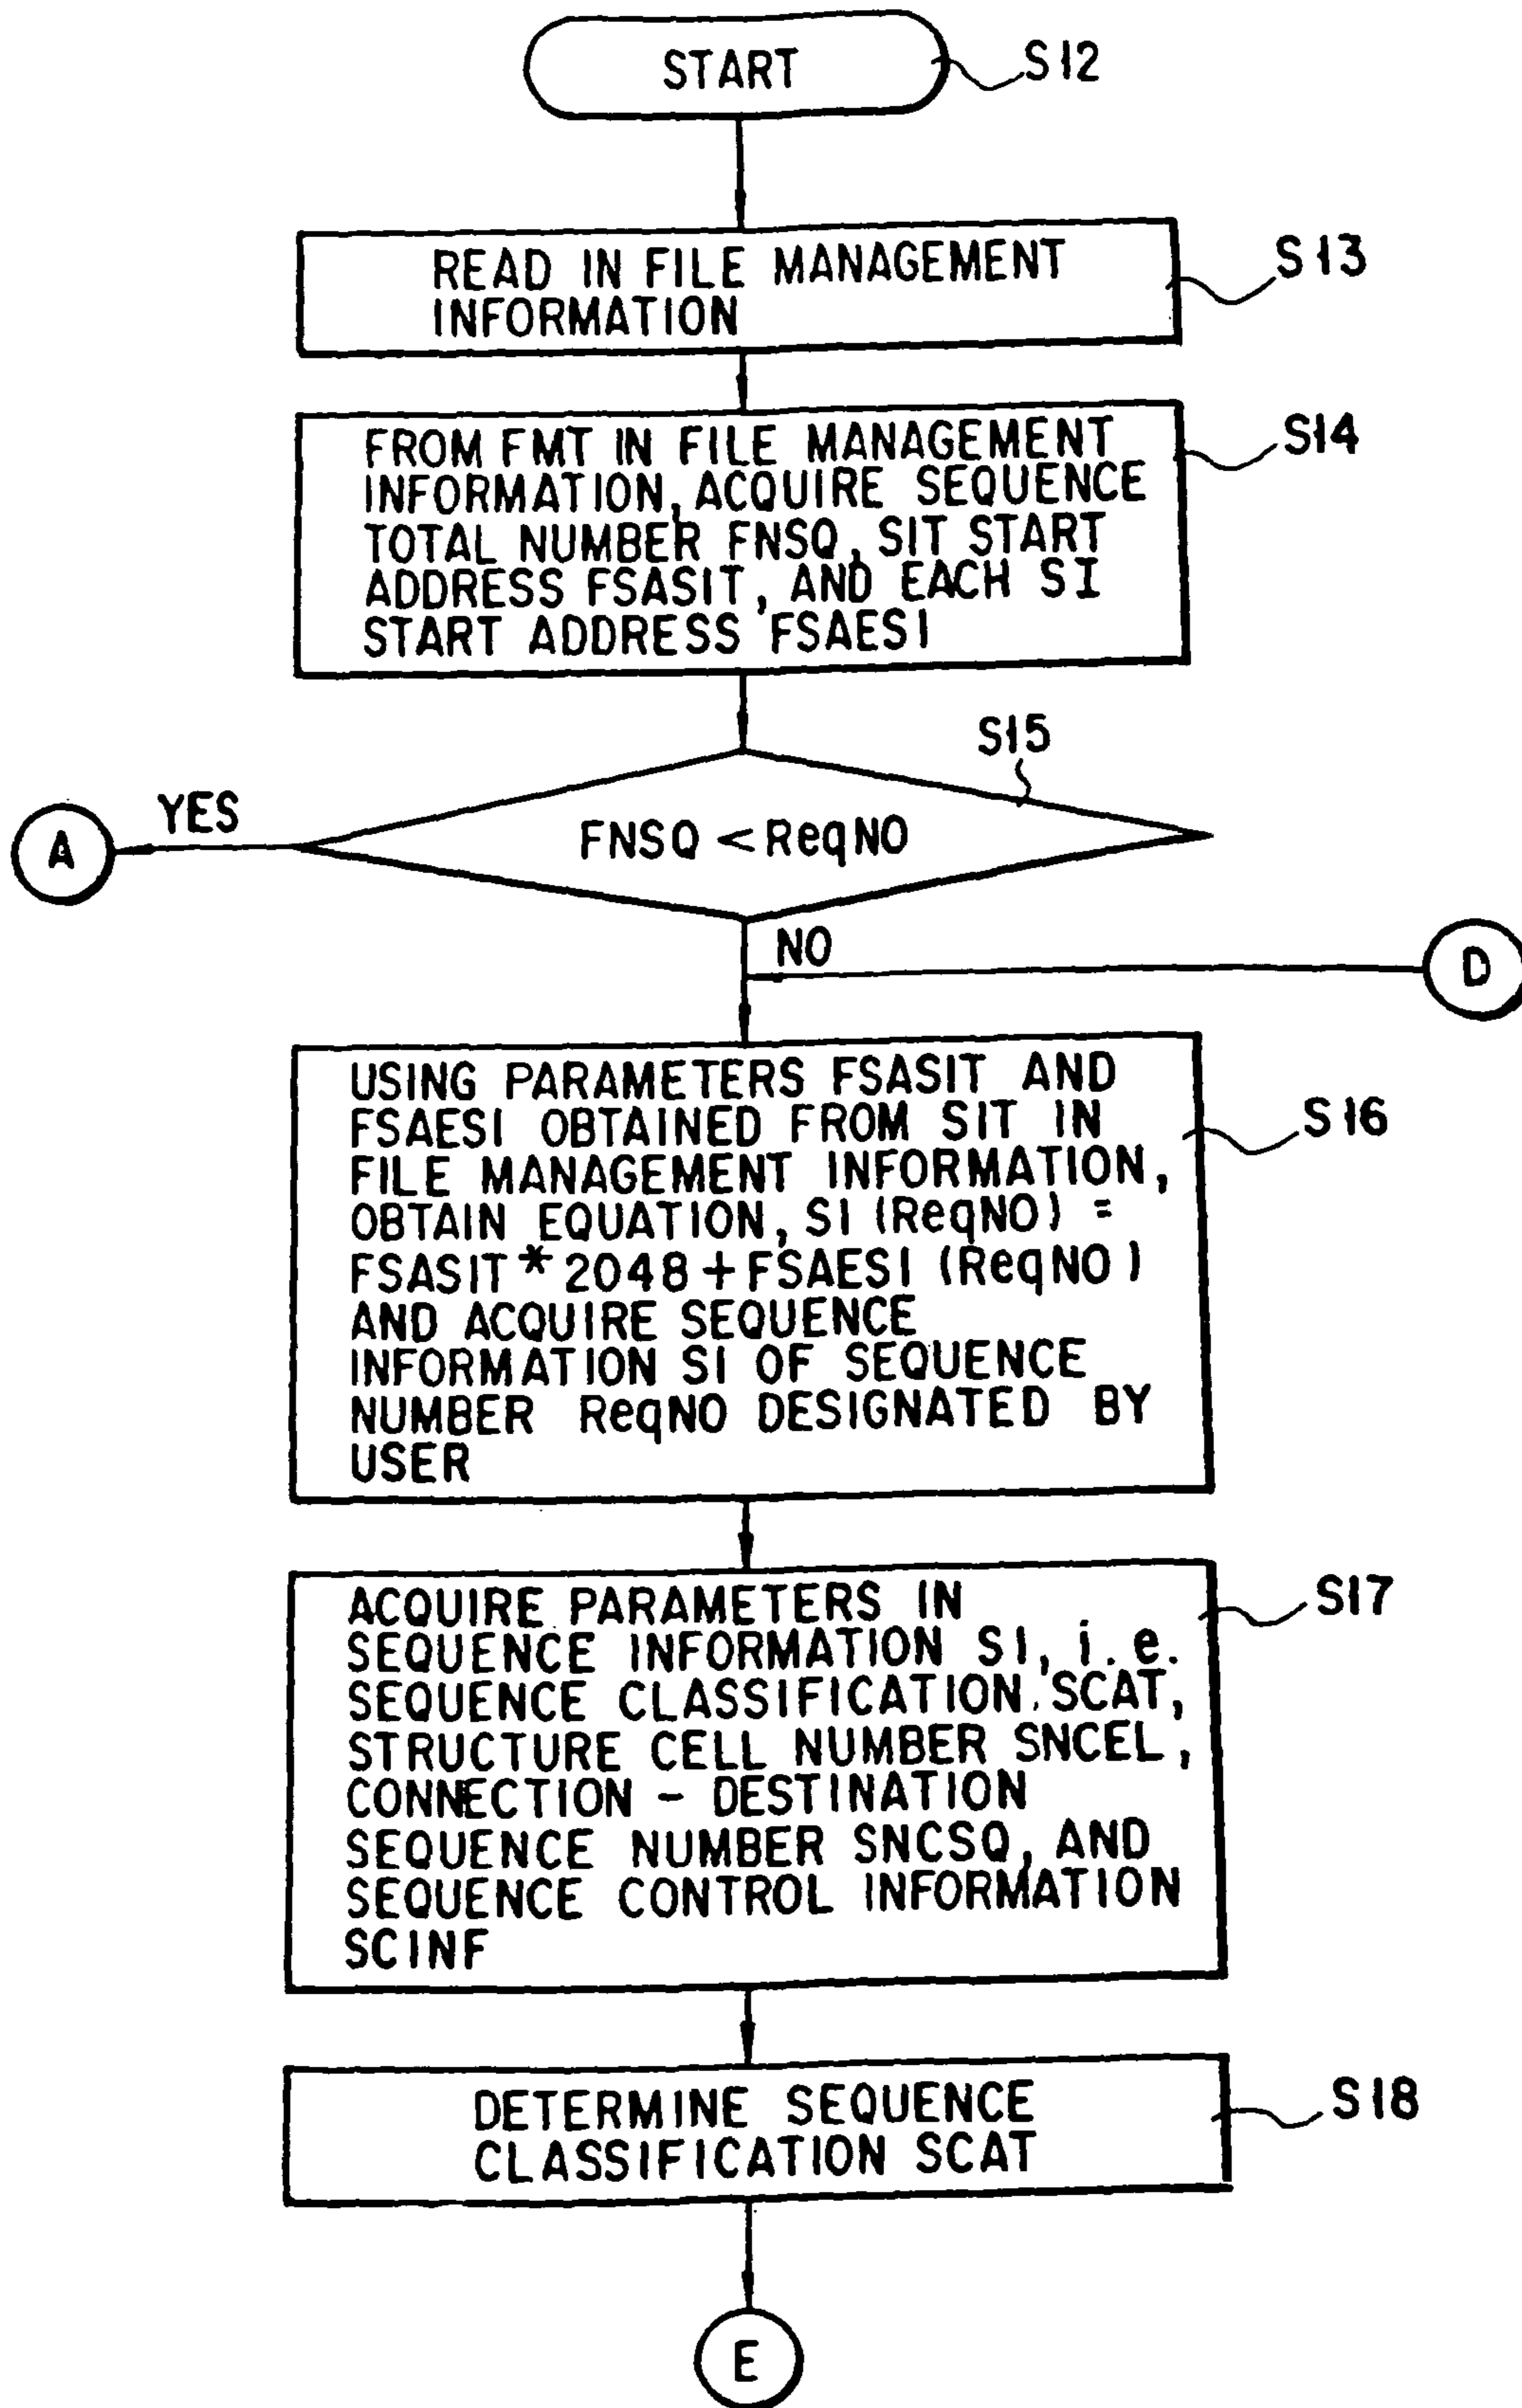 START
S12
READ IN FILE MANAGEMENT
INFORMATION
S13
FROM FMT IN FILE MANAGEMENT
INFORMATION, ACQUIRE SEQUENCE
TOTAL NUMBER FNSQ, SIT START
ADDRESS FSASIT, AND EACH SI
START ADDRESS FSAESI
S14
S15
FNSQ < ReqNO
YES
A
NO
D
USING PARAMETERS FSASIT AND
FSAESI OBTAINED FROM SIT IN
FILE MANAGEMENT INFORMATION,
OBTAIN EQUATION, SI (ReqNO) =
FSASIT * 2048 + FSAESI (ReqNO)
AND ACQUIRE SEQUENCE
INFORMATION SI OF SEQUENCE
NUMBER ReqNO DESIGNATED BY
USER
S16
ACQUIRE PARAMETERS IN
SEQUENCE INFORMATION SI, i.e.
SEQUENCE CLASSIFICATION SCAT,
STRUCTURE CELL NUMBER SNCEL,
CONNECTION - DESTINATION
SEQUENCE NUMBER SNCSQ, AND
SEQUENCE CONTROL INFORMATION
SCINF
S17
DETERMINE SEQUENCE
CLASSIFICATION SCAT
S18
E